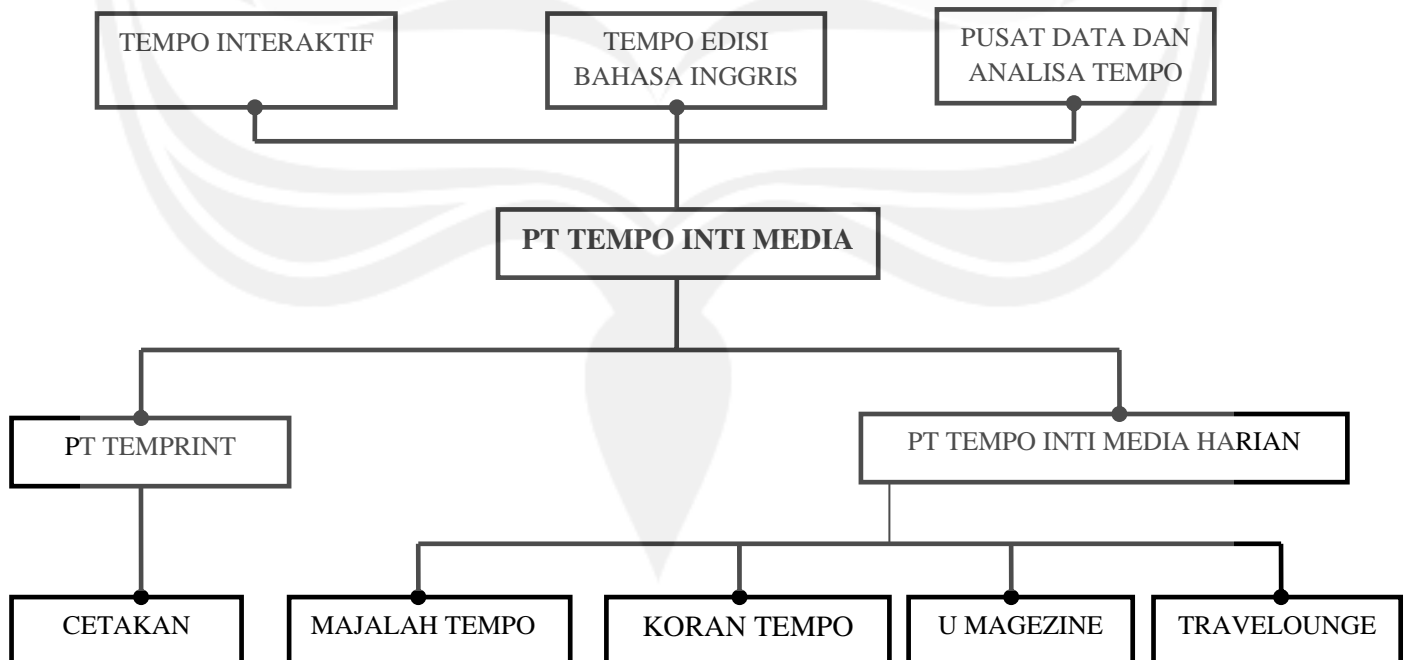 TEMPO INTERAKTIF
TEMPO EDISI
BAHASA INGGRIS
PUSAT DATA DAN
ANALISA TEMPO
PT TEMPO INTI MEDIA
PT TEMPRINT
PT TEMPO INTI MEDIA HARIAN
CETAKAN
MAJALAH TEMPO
KORAN TEMPO
U MAGEZINE
TRAVELOUNGE